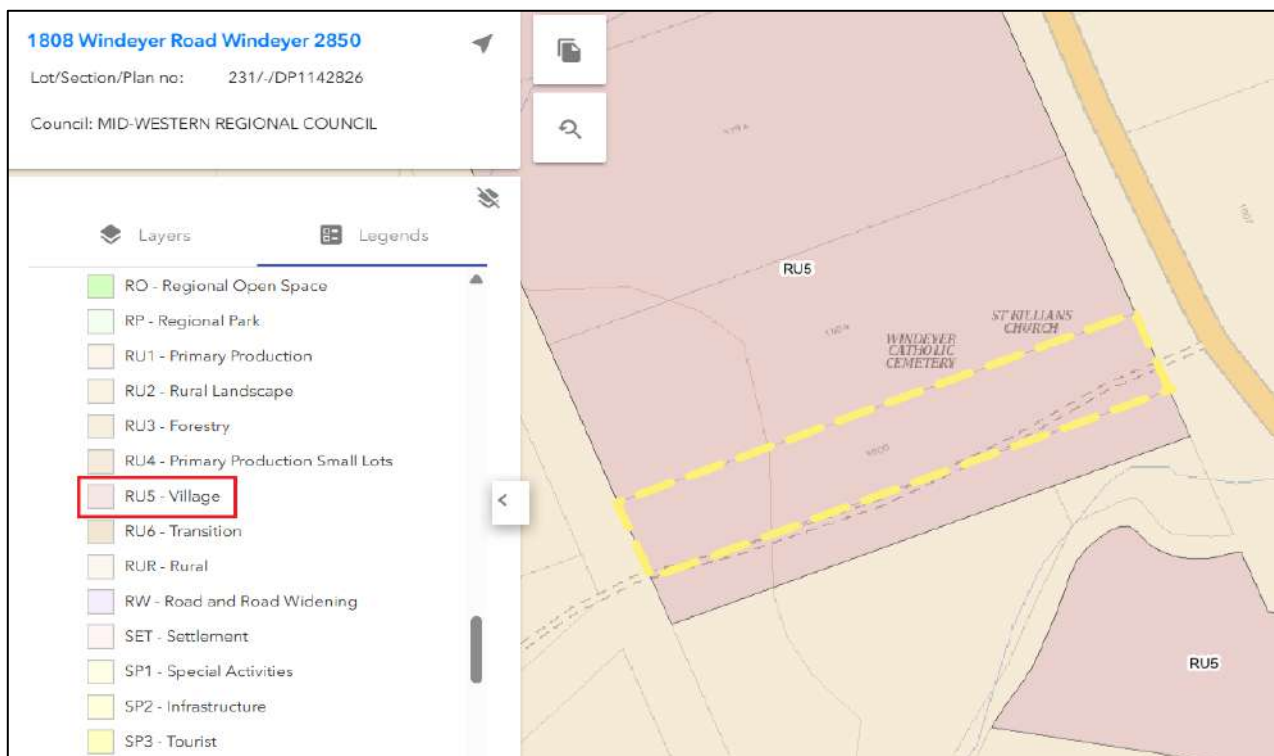 1808 Windeyer Road Windeyer 2850
Lot/Section/Plan no: 231/-/DP1142826
Council: MID-WESTERN REGIONAL COUNCIL
Layers
Legends
RO - Regional Open Space
RP - Regional Park
RU1 - Primary Production
RU2 - Rural Landscape
RU3 - Forestry
RU4 - Primary Production Small Lots
RU5 - Village
RU6 - Transition
RUR - Rural
RW - Road and Road Widening
SET - Settlement
SP1 - Special Activities
SP2 - Infrastructure
SP3 - Tourist
RU5
ST KILLIANS
CHURCH
WINDEYER
CATHOLIC
CEMETERY
RU5